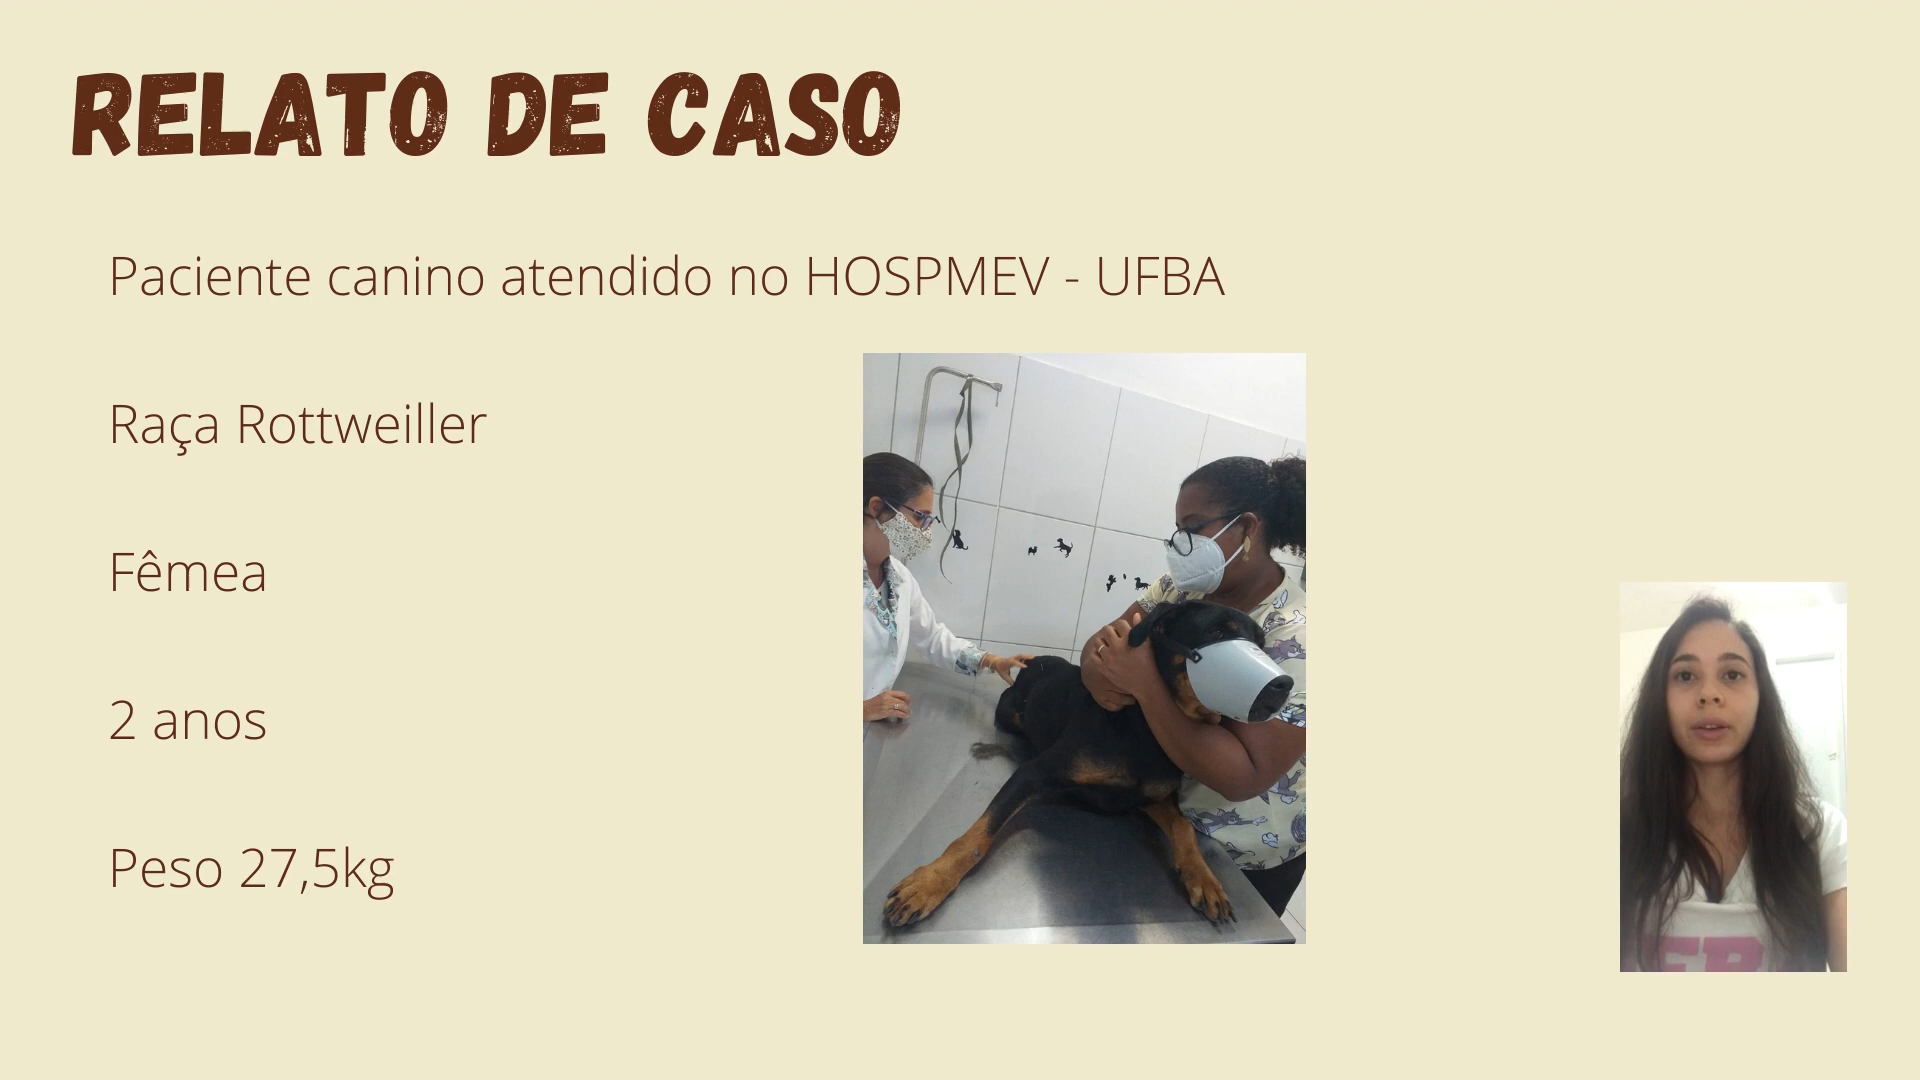 RELATO DE CASO
Paciente canino atendido no HOSPMEV - UFBA
Raça Rottweiller
Fêmea
2 anos
Peso 27,5kg